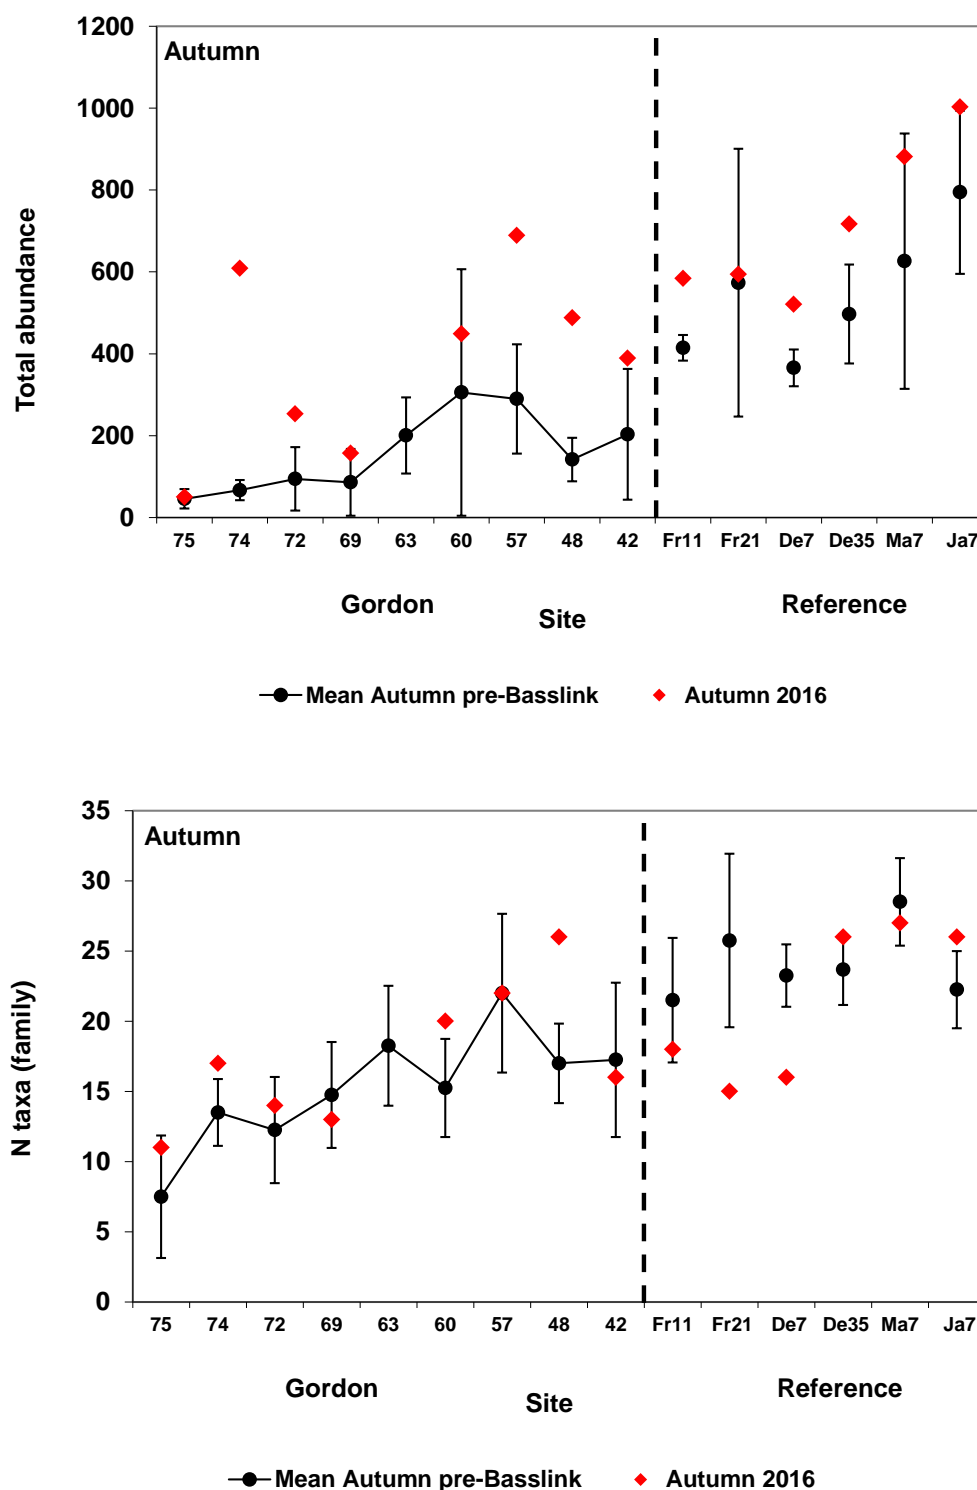 1200
Autumn
1000
800
600
400
200
0
Total abundance
75 74 72 69 63 60 57 48 42 Fr11 Fr21 De7 De35 Ma7 Ja7
Gordon Reference
Site
Mean Autumn pre-Basslink Autumn 2016
35
Autumn
30
25
20
15
10
5
0
N taxa (family)
75 74 72 69 63 60 57 48 42 Fr11 Fr21 De7 De35 Ma7 Ja7
Gordon Reference
Site
Mean Autumn pre-Basslink Autumn 2016